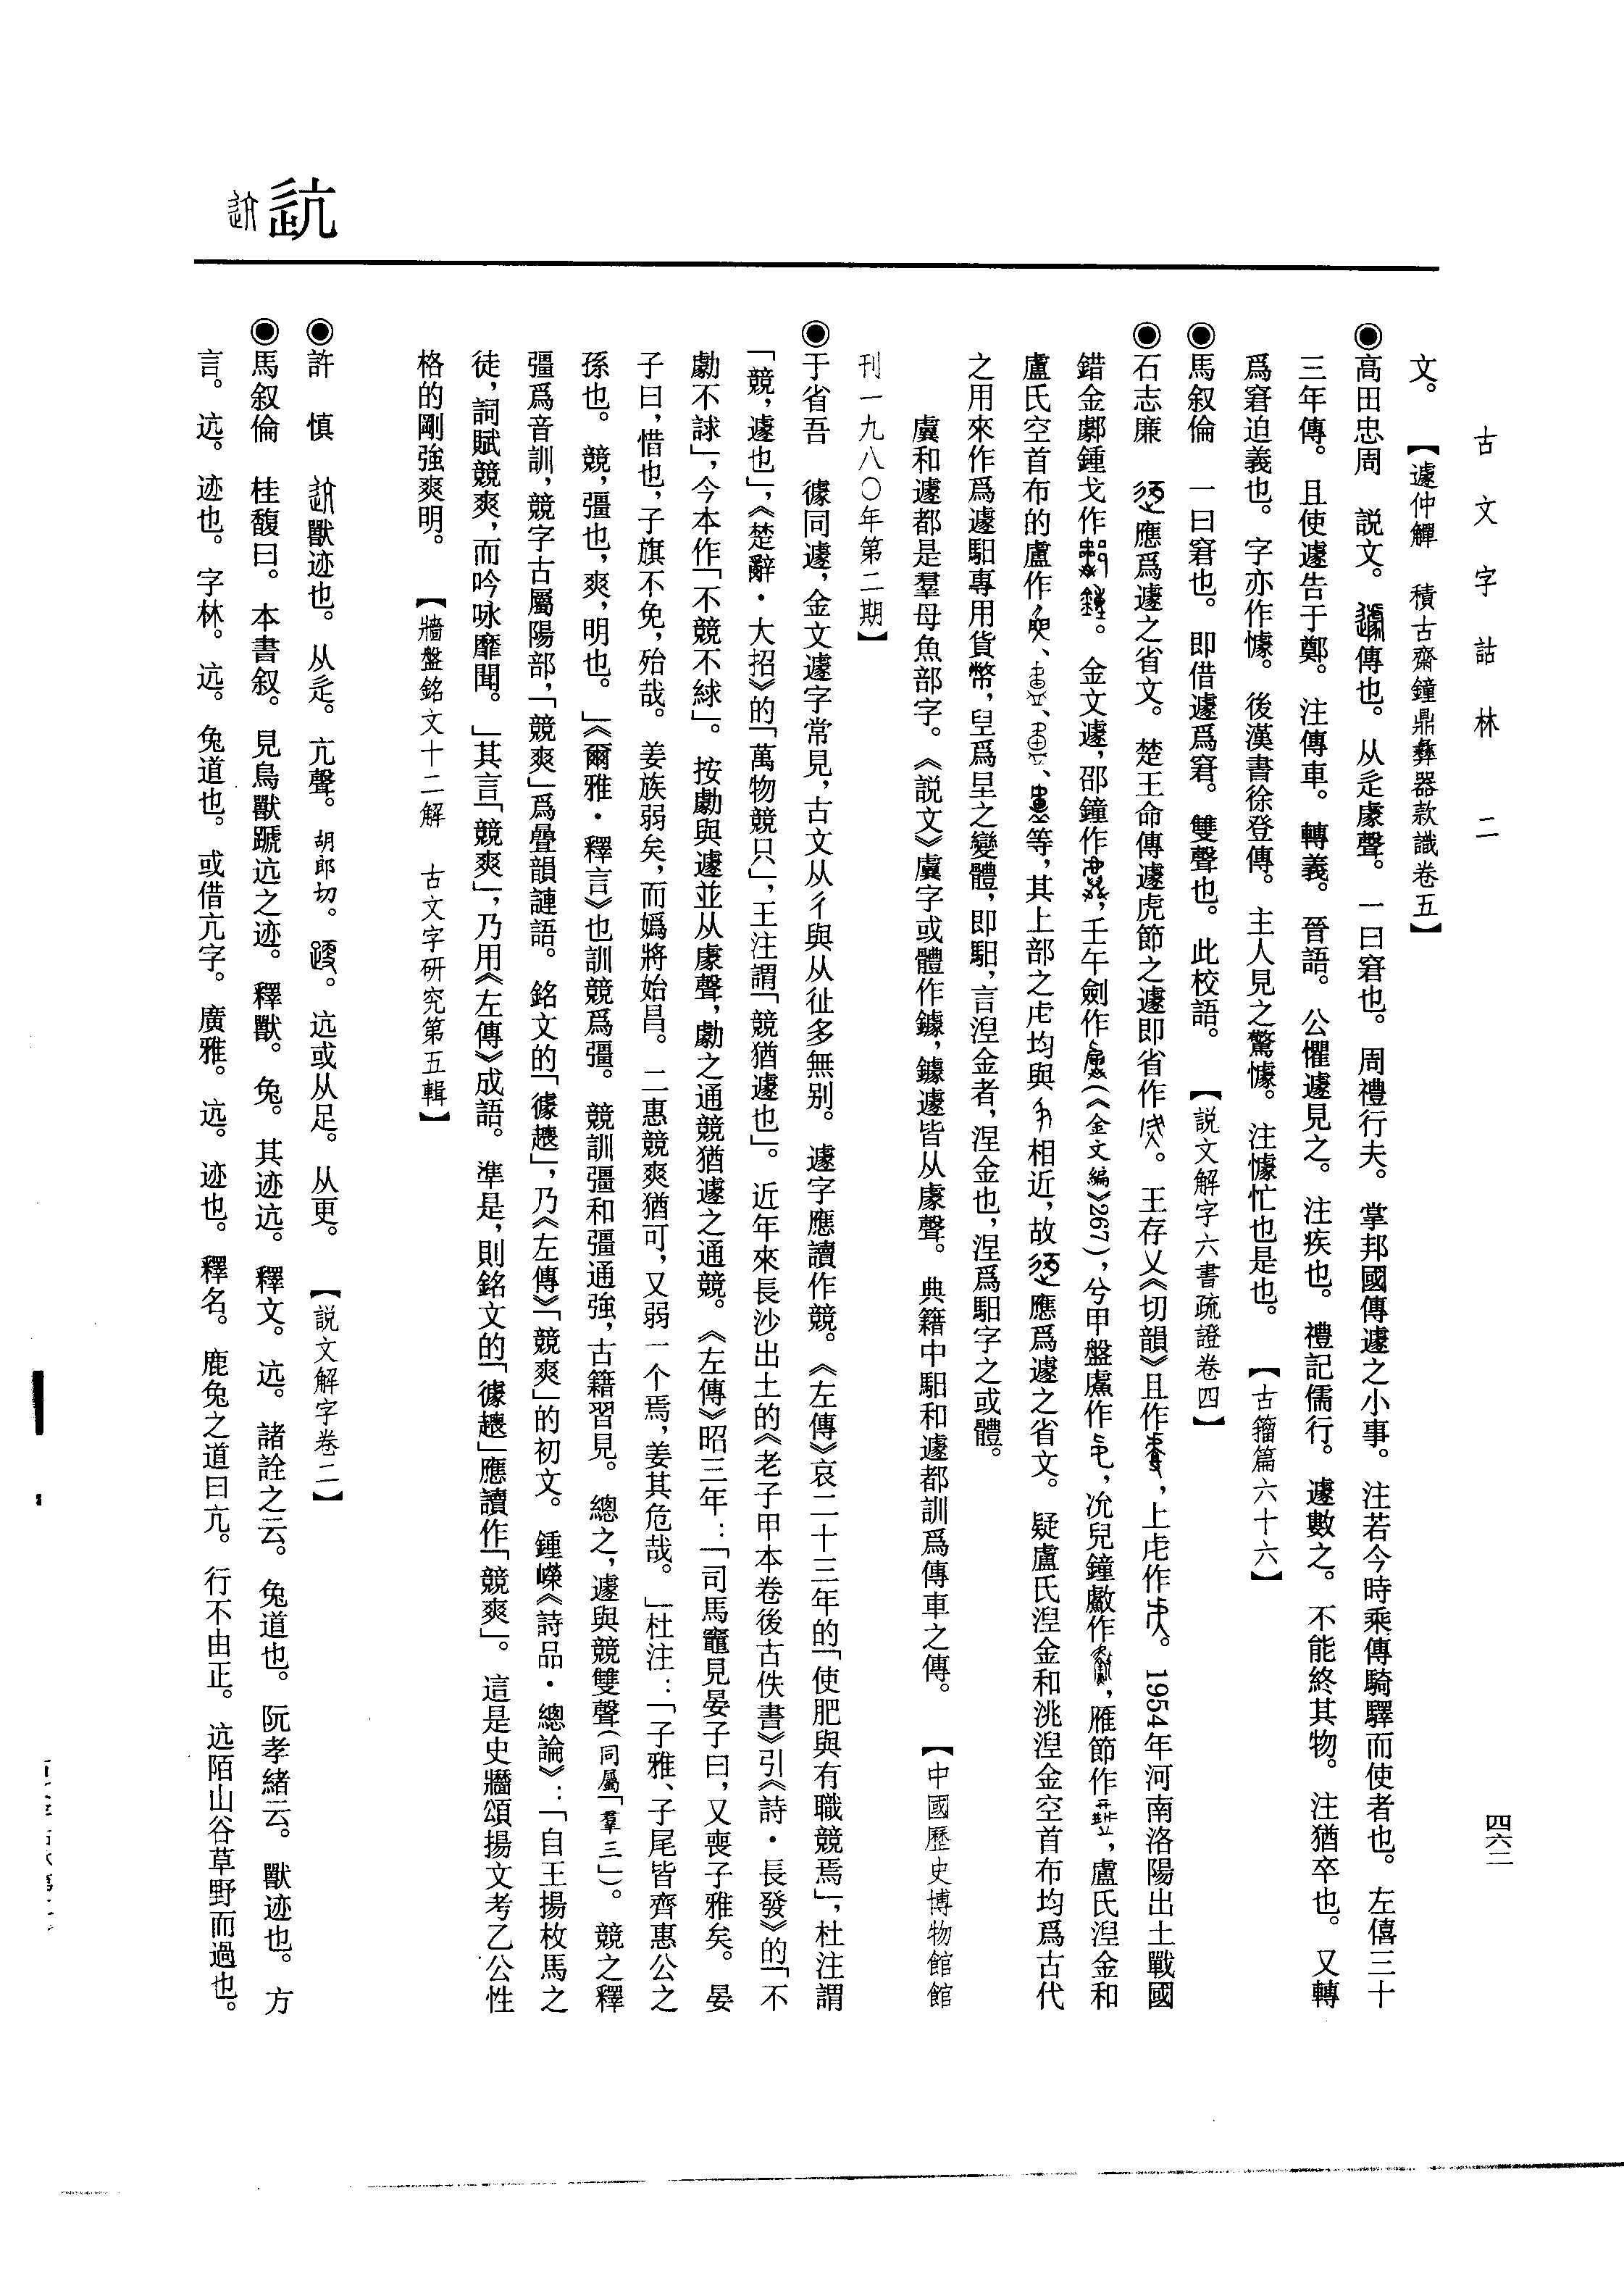 古文字詁林　二
四六二
文。　【遽仲觶　積古齋鐘鼎彝器款識卷五】
◉高田忠周　説文。傳也。从辵豦聲。一曰窘也。周禮行夫。掌邦國傳遽之小事。注若今時乘傳騎驛而使者也。左僖三十
三年傳。且使遽告于鄭。注傳車。轉義。晉語。公懼遽見之。注疾也。禮記儒行。遽數之。不能終其物。注猶卒也。又轉
爲窘迫義也。字亦作懅。後漢書徐登傳。主人見之驚懅。注懅忙也是也。　【古籀篇六十六】
◉馬叙倫　一曰窘也。即借遽爲窘。雙聲也。此校語。　【説文解字六書疏證卷四】
◉石志廉　應爲遽之省文。楚王命傳遽虎節之遽即省作。王存乂《切韻》且作，上虍作。1954年河南洛陽出土戰國
錯金鄸鍾戈作。金文遽，邵鐘作，壬午劍作（《金文編》267），兮甲盤盧作，沇兒鐘䖒作，雁節作，盧氏涅金和
盧氏空首布的盧作、、、等，其上部之虍均與相近，故應爲遽之省文。疑盧氏涅金和洮涅金空首布均爲古代
之用來作爲遽馹專用貨幣，㞷爲呈之變體，即馹，言涅金者，涅金也，涅爲馹字之或體。
虡和遽都是羣母魚部字。《説文》虡字或體作鐻，鐻遽皆从豦聲。典籍中馹和遽都訓爲傳車之傳。　【中國歷史博物館館
刊一九八〇年第二期】
◉于省吾　㯫同遽，金文遽字常見，古文从彳與从辵多無别。遽字應讀作競。《左傳》哀二十三年的「使肥與有職競焉」，杜注謂
「競，遽也」，《楚辭・大招》的「萬物競只」，王注謂「競猶遽也」。近年來長沙出土的《老子甲本卷後古佚書》引《詩・長發》的「不
勮不諒」，今本作「不競不絿」。按勮與遽並从豦聲，勮之通競猶遽之通競。《左傳》昭三年：「司馬竈見晏子曰，又喪子雅矣。晏
子曰，惜也，子旗不免，殆哉。姜族弱矣，而嬀將始昌。二惠競爽猶可，又弱一个焉，姜其危哉。」杜注：「子雅、子尾皆齊惠公之
孫也。競，彊也，爽，明也。」《爾雅・釋言》也訓競爲彊。競訓彊和彊通強，古籍習見。總之，遽與競雙聲（同屬「羣三」）。競之釋
彊爲音訓，競字古屬陽部，「競爽」爲疊韻謰語。銘文的「㯫趩」，乃《左傳》「競爽」的初文。鍾嶸《詩品・總論》：「自王揚枚馬之
徒，詞賦競爽，而吟咏靡聞。」其言「競爽」，乃用《左傳》成語。準是，則銘文的「㯫趩」應讀作「競爽」。這是史牆頌揚文考乙公性
格的剛強爽明。　【牆盤銘文十二解　古文字研究第五輯】
迒
◉許　慎　獸迹也。从辵。亢聲。胡郎切。迒或从足。从更。　【説文解字卷二】
◉馬叙倫　桂馥曰。本書叙。見鳥獸蹏迒之迹。釋獸。兔。其迹迒。釋文。迒。諸詮之云。兔道也。阮孝緒云。獸迹也。方
言。迒。迹也。字林。迒。兔道也。或借亢字。廣雅。迒。迹也。釋名。鹿兔之道曰亢。行不由正。迒陌山谷草野而過也。